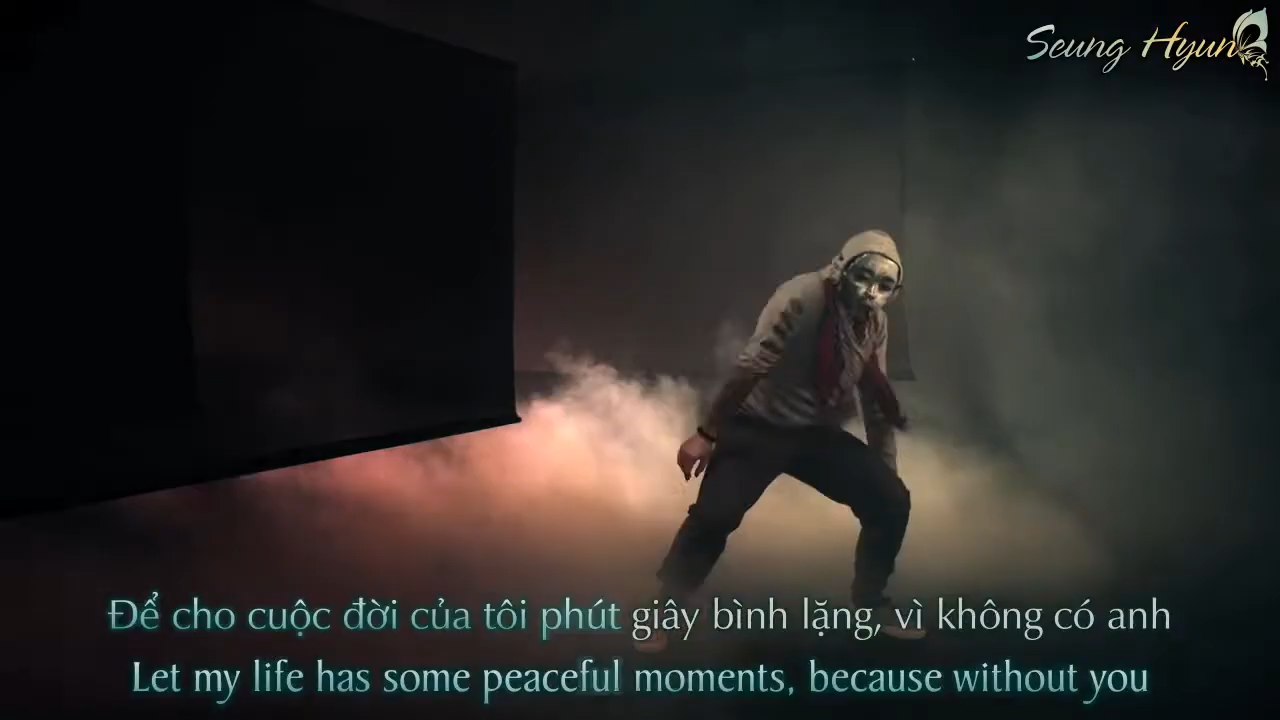 Seung Hyun
Để cho cuộc đời của tôi phút giây bình lặng, vì không có anh
Let my life has some peaceful moments, because without you